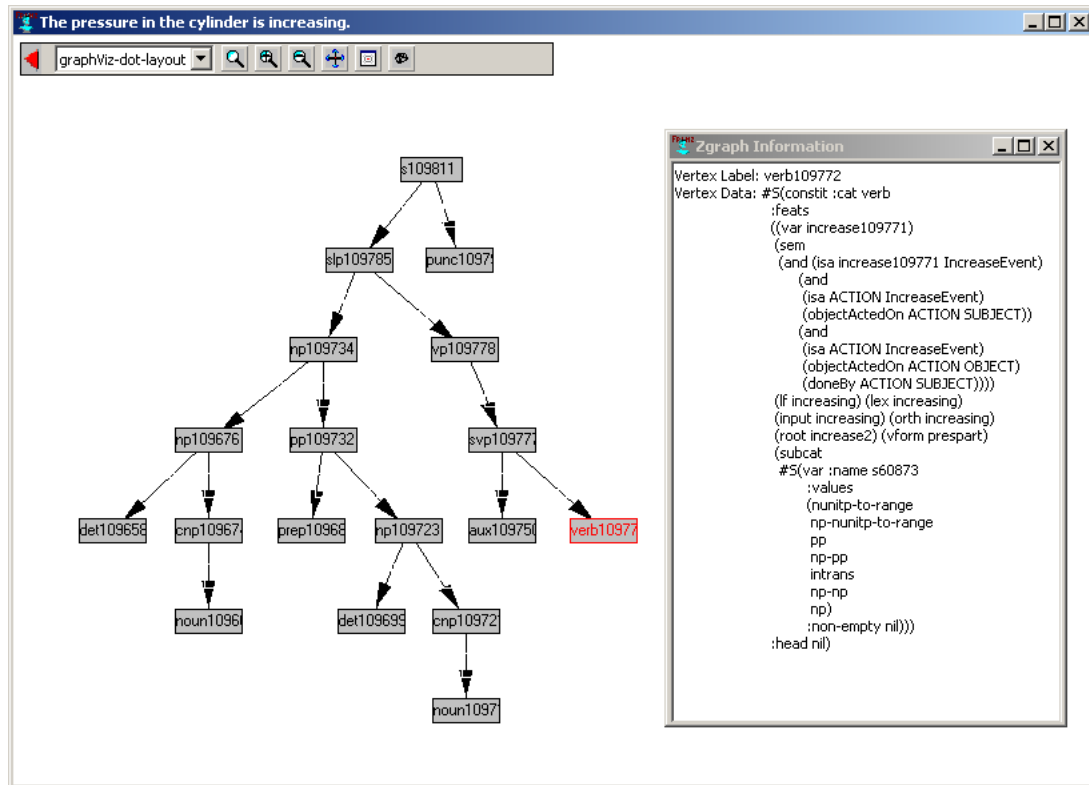 The pressure in the cylinder is increasing.
graphViz-dot-layout
s109811
slp109785
punc1097
np109734
vp109778
np109676
pp109732
svp10977
det109658
cnp10967
prep10968
np109723
aux109750
verb10977
noun1096
det109699
cnp10972
noun1097
Zgraph Information
Vertex Label: verb109772
Vertex Data: #S(constit :cat verb
:feats
((var increase109771)
(sem
(and (isa increase109771 IncreaseEvent)
(and
(isa ACTION IncreaseEvent)
(objectActedOn ACTION SUBJECT))
(and
(isa ACTION IncreaseEvent)
(objectActedOn ACTION OBJECT)
(doneBy ACTION SUBJECT))))
(lf increasing) (lex increasing)
(input increasing) (orth increasing)
(root increase2) (vform prespart)
(subcat
#S(var :name s60873
:values
(nunitp-to-range
np-nunitp-to-range
pp
np-pp
intrans
np-np
np)
:non-empty nil)))
:head nil)